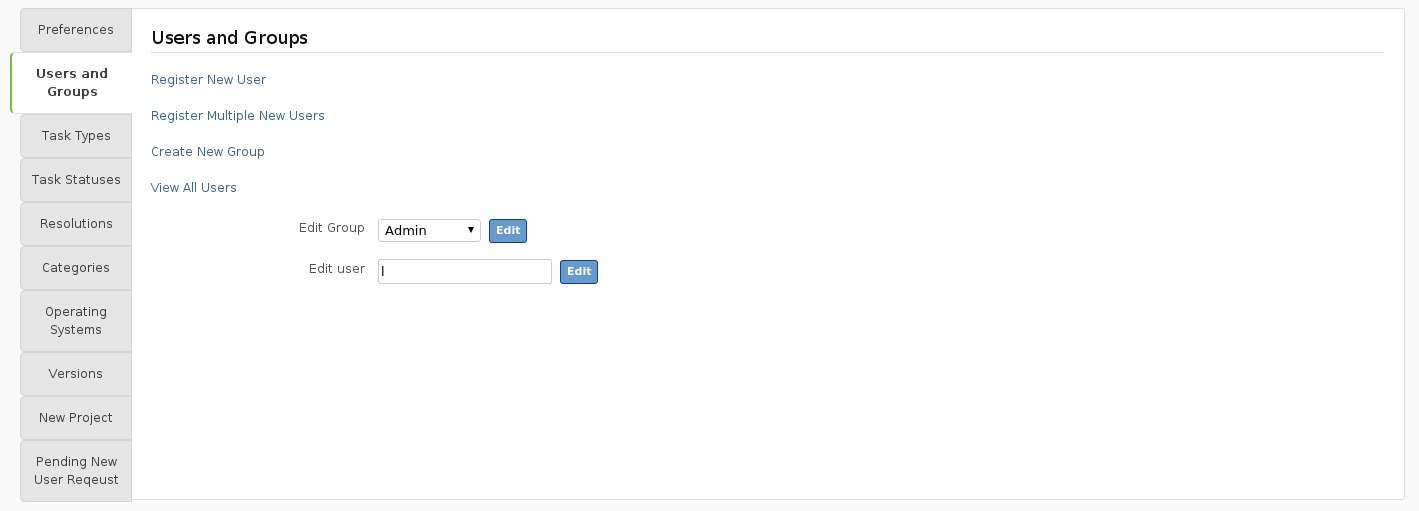 Preferences
Users and
Groups
Task Types
Task Statuses
Resolutions
Categories
Operating
Systems
Versions
New Project
Pending New
User Reqeust
Users and Groups
Register New User
Register Multiple New Users
Create New Group
View All Users
Edit Group Admin Edit
Edit user Edit